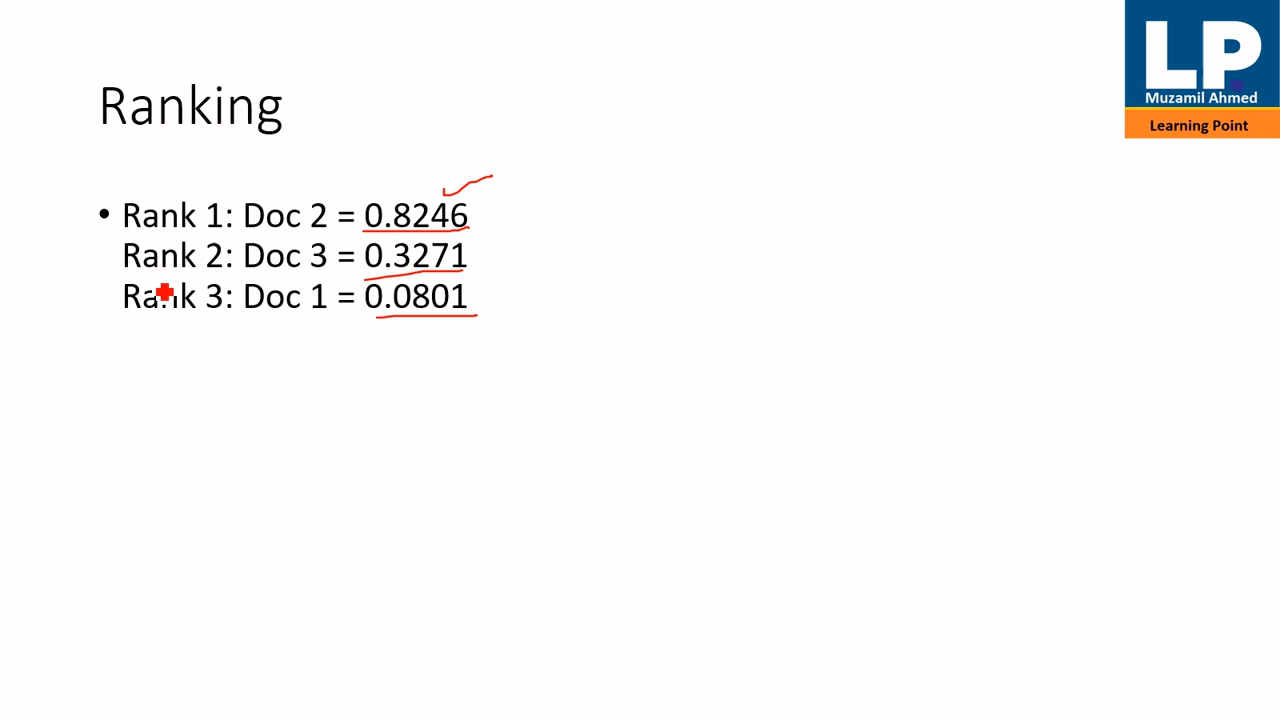 Ranking
• Rank 1: Doc 2 = 0.8246
Rank 2: Doc 3 = 0.3271
Rank 3: Doc 1 = 0.0801
LP
Muzamil Ahmed
Learning Point